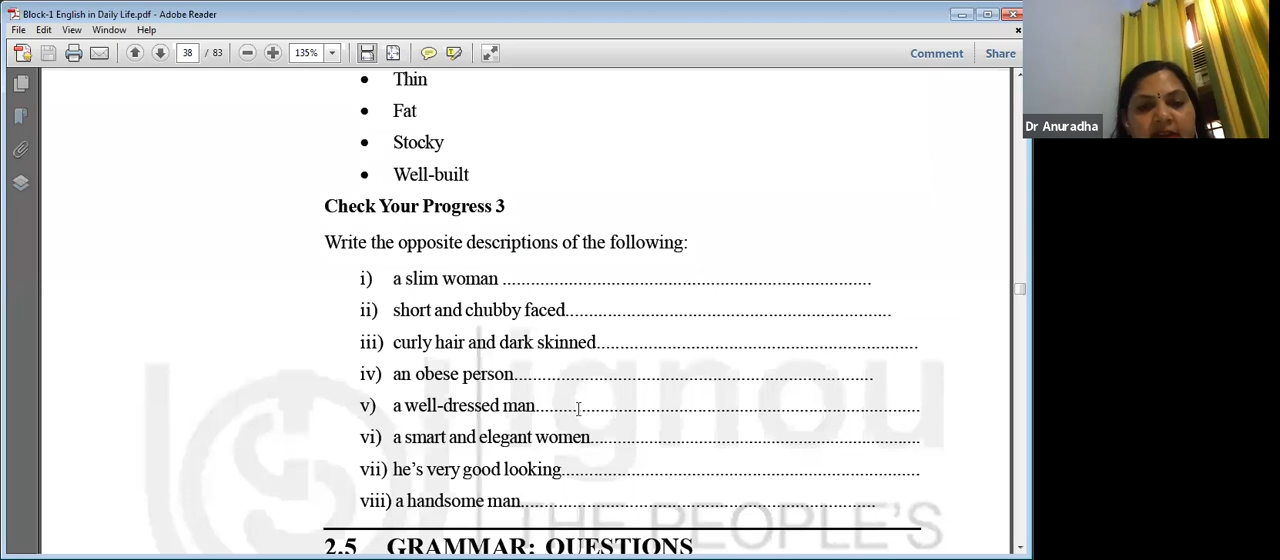 Block-1 English in Daily Life.pdf - Adobe Reader
File Edit View Window Help
38 / 83 135% Comment Share
Dr Anuradha
• Thin
• Fat
• Stocky
• Well-built
Check Your Progress 3
Write the opposite descriptions of the following:
i) a slim woman ..................................................................................
ii) short and chubby faced........................................................................
iii) curly hair and dark skinned.......................................................................
iv) an obese person................................................................................
v) a well-dressed man.....................................................................................
vi) a smart and elegant women.........................................................................
vii) he's very good looking...............................................................................
viii) a handsome man..............................................................................
ignou
THE PEOPLE'S
2.5 GRAMMAR: QUESTIONS